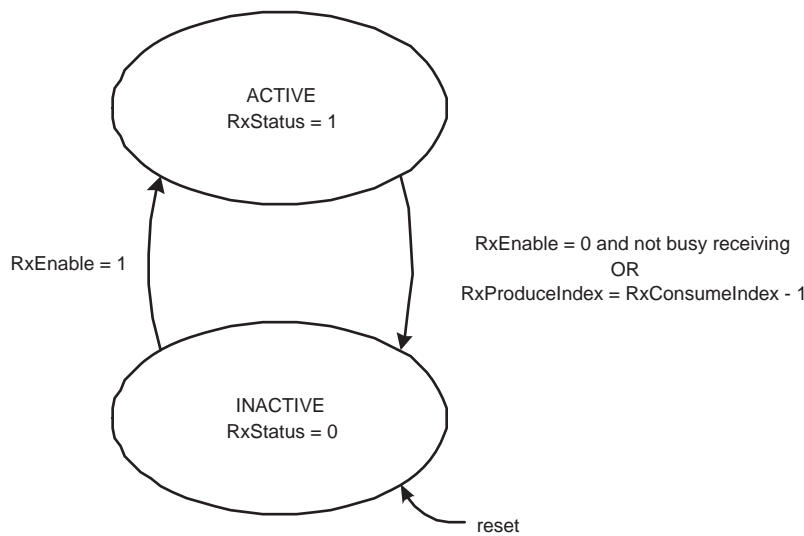 ACTIVE
RxStatus = 1
RxEnable = 1
RxEnable = 0 and not busy receiving
OR
RxProduceIndex = RxConsumeIndex - 1
INACTIVE
RxStatus = 0
reset